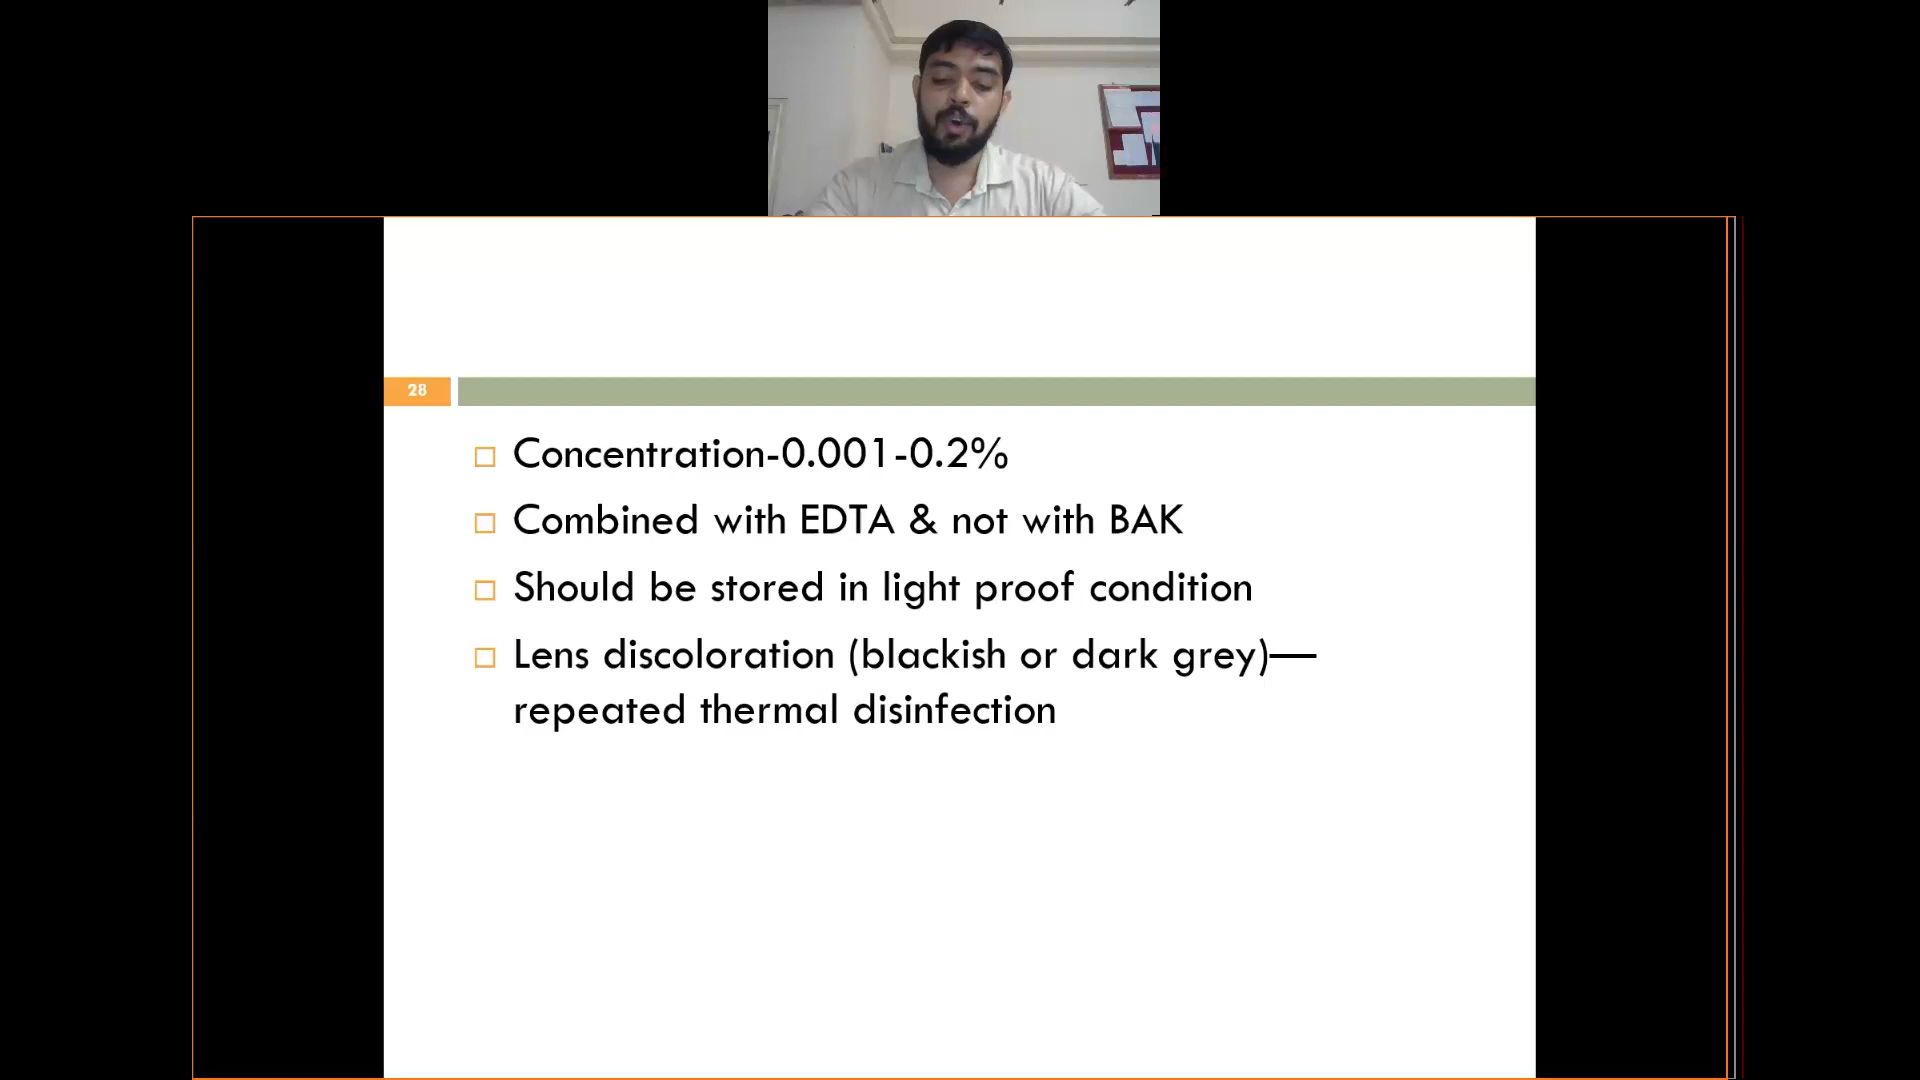 28
Concentration-0.001-0.2%
Combined with EDTA & not with BAK
Should be stored in light proof condition
Lens discoloration (blackish or dark grey)—
repeated thermal disinfection